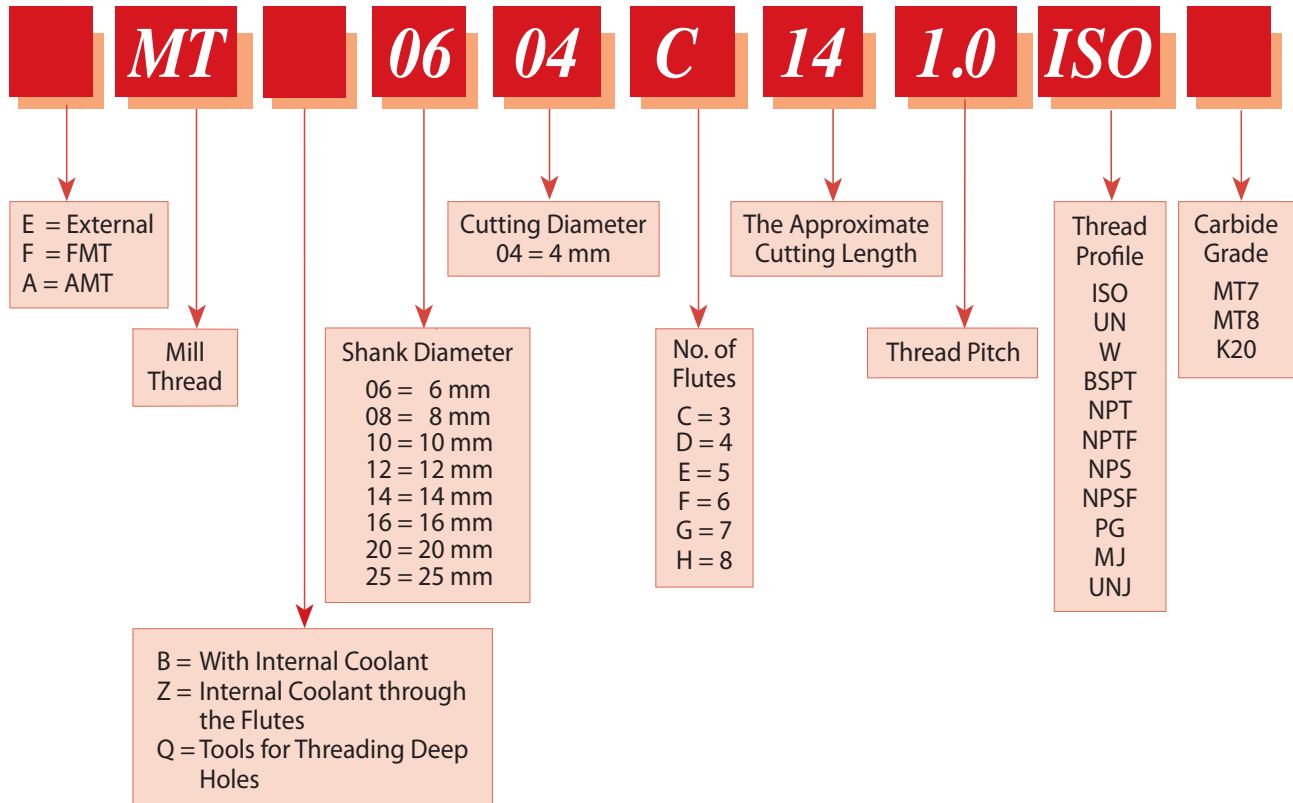 MT 06 04 C 14 1.0 ISO
E = External
F = FMT
A = AMT
Mill
Thread
B = With Internal Coolant
Z = Internal Coolant through
the Flutes
Q = Tools for Threading Deep
Holes
Shank Diameter
06 = 6 mm
08 = 8 mm
10 = 10 mm
12 = 12 mm
14 = 14 mm
16 = 16 mm
20 = 20 mm
25 = 25 mm
Cutting Diameter
04 = 4 mm
No. of
Flutes
C = 3
D = 4
E = 5
F = 6
G = 7
H = 8
The Approximate
Cutting Length
Thread Pitch
Thread
Profile
ISO
UN
W
BSPT
NPT
NPTF
NPS
NPSF
PG
MJ
UNJ
Carbide
Grade
MT7
MT8
K20